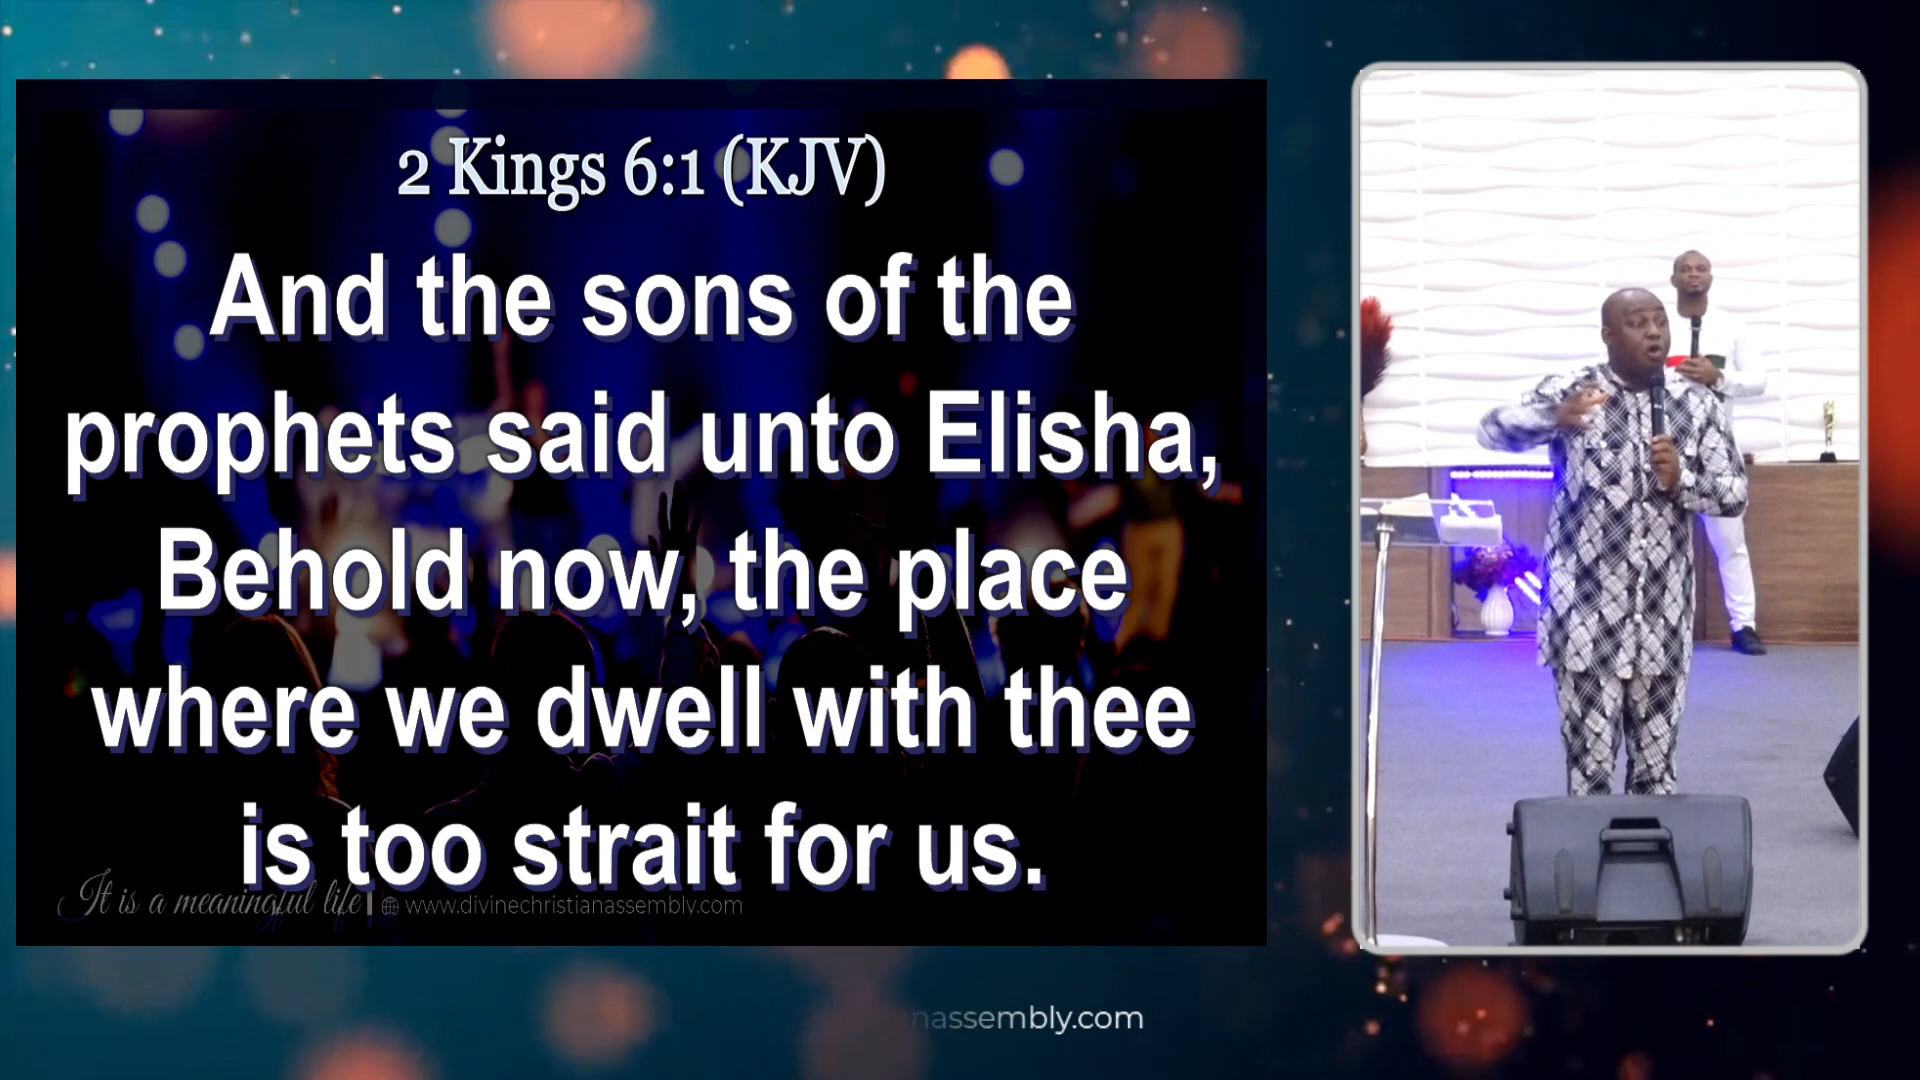 2 Kings 6:1 (KJV)
And the sons of the
prophets said unto Elisha,
Behold now, the place
where we dwell with thee
is too strait for us.
It is a meaningful life | www.divinechristianassembly.com
nassembly.com